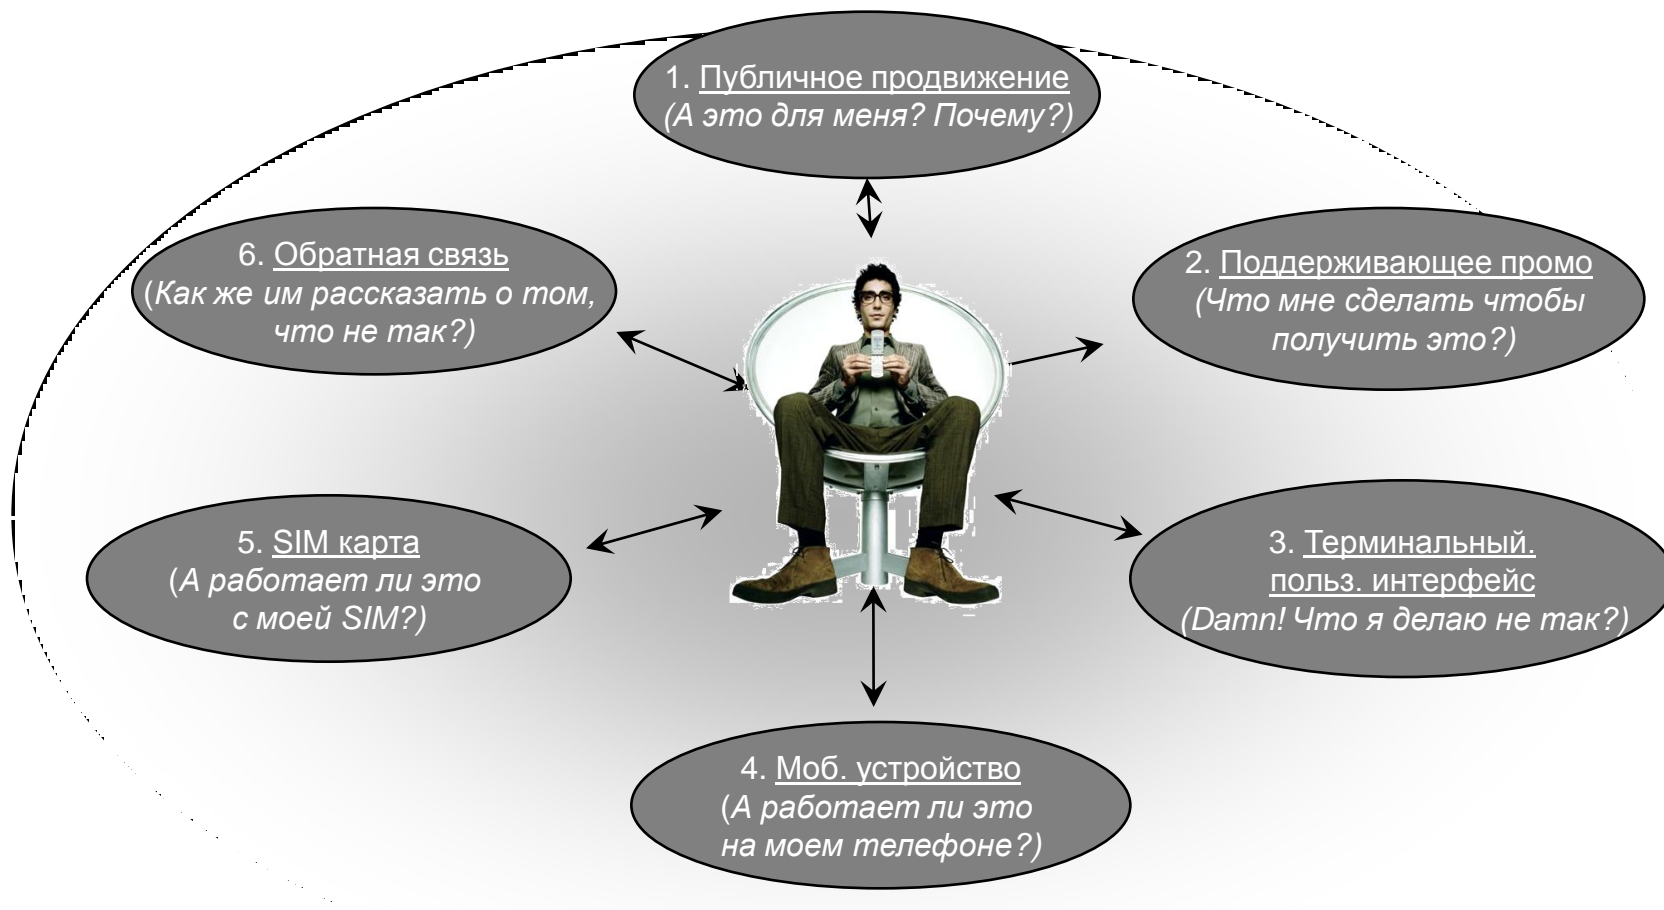 1. Публичное продвижение
(А это для меня? Почему?)
2. Поддерживающее промо
(Что мне сделать чтобы
получить это?)
3. Терминальный.
польз. интерфейс
(Damn! Что я делаю не так?)
4. Моб. устройство
(А работает ли это
на моем телефоне?)
5. SIM карта
(А работает ли это
с моей SIM?)
6. Обратная связь
(Как же им рассказать о том,
что не так?)